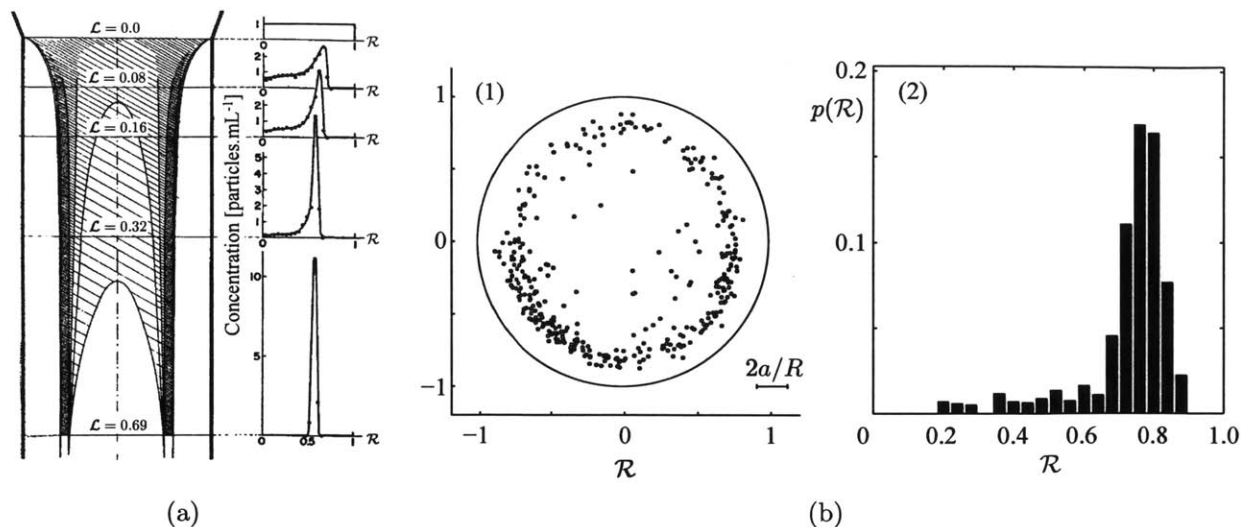 ℒ = 0.0
ℒ = 0.08
ℒ = 0.16
ℒ = 0.32
ℒ = 0.69
Concentration [particles.mL⁻¹]
1
0
ℛ
2
1
0
ℛ
2
1
0
ℛ
5
4
3
2
1
0
ℛ
10
5
0
0.5
1
ℛ
(a)
(1)
1
0
−1
−1
0
1
2a/R
ℛ
(2)
0.2
p(ℛ)
0.1
0
0.2
0.4
0.6
0.8
1.0
ℛ
(b)